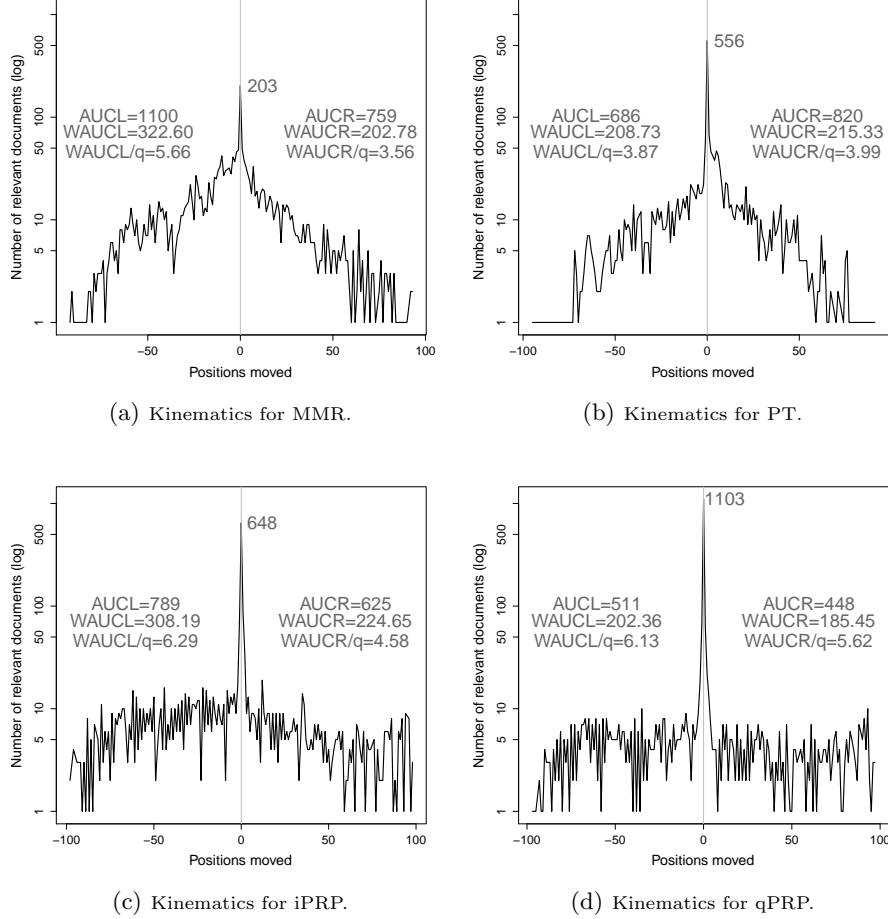 Number of relevant documents (log)
1 5 10 50 100 500
203
AUCL=1100
WAUCL=322.60
WAUCL/q=5.66
AUCR=759
WAUCR=202.78
WAUCR/q=3.56
−50 0 50 100
Positions moved
(a) Kinematics for MMR.
Number of relevant documents (log)
1 5 10 50 100 500
556
AUCL=686
WAUCL=208.73
WAUCL/q=3.87
AUCR=820
WAUCR=215.33
WAUCR/q=3.99
−100 −50 0 50
Positions moved
(b) Kinematics for PT.
Number of relevant documents (log)
1 5 10 50 100 500
648
AUCL=789
WAUCL=308.19
WAUCL/q=6.29
AUCR=625
WAUCR=224.65
WAUCR/q=4.58
−100 −50 0 50 100
Positions moved
(c) Kinematics for iPRP.
Number of relevant documents (log)
1 5 10 50 100 500
1103
AUCL=511
WAUCL=202.36
WAUCL/q=6.13
AUCR=448
WAUCR=185.45
WAUCR/q=5.62
−100 −50 0 50 100
Positions moved
(d) Kinematics for qPRP.